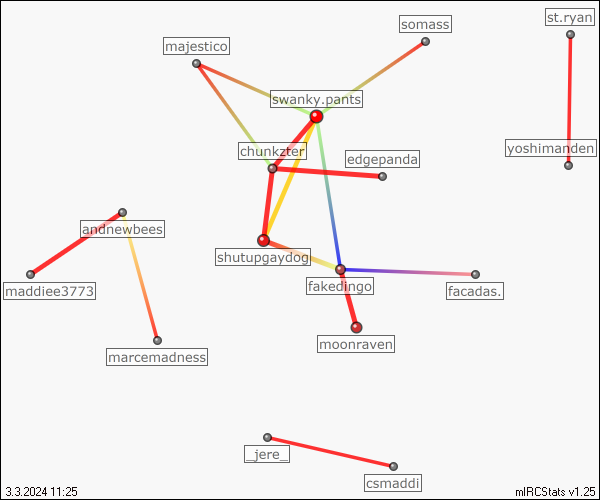 st.ryan
somass
majestico
swanky.pants
yoshimanden
chunkzter
edgepanda
andnewbees
shutupgaydog
fakedingo
maddiee3773
facadas.
moonraven
marcemadness
_jere_
csmaddi
3.3.2024 11:25
mIRCStats v1.25